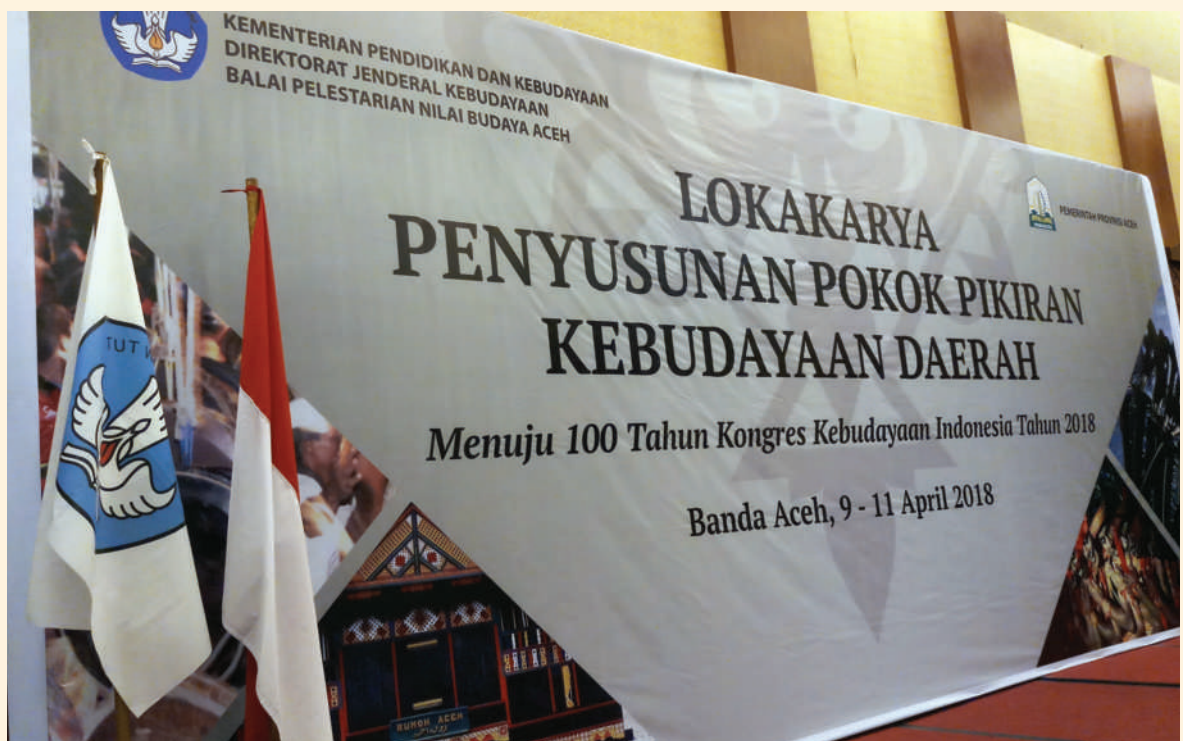 KEMENTERIAN PENDIDIKAN DAN KEBUDAYAAN
DIREKTORAT JENDERAL KEBUDAYAAN
BALAI PELESTARIAN NILAI BUDAYA ACEH
PEMERINTAH PROVINSI ACEH
LOKAKARYA
PENYUSUNAN POKOK PIKIRAN
KEBUDAYAAN DAERAH
Menuju 100 Tahun Kongres Kebudayaan Indonesia Tahun 2018
Banda Aceh, 9 - 11 April 2018
TUT W
RUMOH ACEH